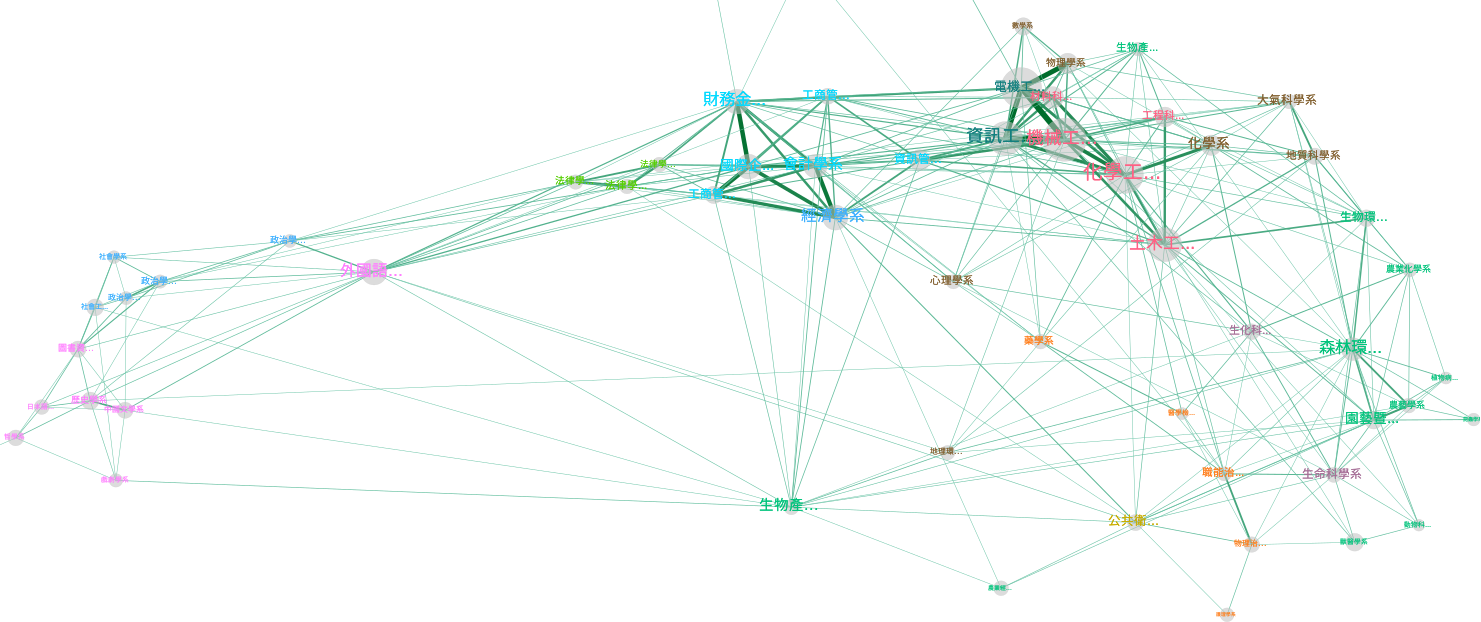 數學系
生物產...
物理學系
電機工...
材料科...
財務金...
工商管...
大氣科學系
工程科...
資訊工...
機械工...
化學系
地質科學系
資訊管...
會計學系
國際企...
法律學...
法律學...
法律學...
化學工...
工商管...
經濟學系
生物環...
政治學...
土木工...
社會學系
外國語...
農業化學系
政治學...
心理學系
政治學...
社會工...
生化科...
藥學系
圖書資...
森林環...
植物病...
歷史學系
日本語...
中國文學系
農藝學系
醫學檢...
園藝暨...
哲學系
地理環...
職能治...
生命科學系
戲劇學系
生物產...
公共衛...
動物科...
物理治...
獸醫學系
農業經...
護理學系